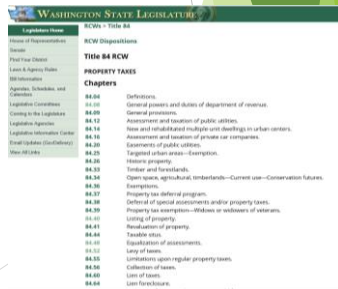 WASHINGTON STATE LEGISLATURE
Legislature Home
House of Representatives
Senate
Find Your District
Laws & Agency Rules
Bill Information
Agendas, Schedules, and
Calendars
Legislative Committees
Coming to the Legislature
Legislative Agencies
Legislative Information Center
Email Updates (GovDelivery)
View All Links
RCWs > Title 84
RCW Dispositions
Title 84 RCW
PROPERTY TAXES
Chapters
84.04 Definitions.
84.08 General powers and duties of department of revenue.
84.09 General provisions.
84.12 Assessment and taxation of public utilities.
84.14 New and rehabilitated multiple-unit dwellings in urban centers.
84.16 Assessment and taxation of private car companies.
84.20 Easements of public utilities.
84.25 Targeted urban areas—Exemption.
84.26 Historic property.
84.33 Timber and forestlands.
84.34 Open space, agricultural, timberlands—Current use—Conservation futures.
84.36 Exemptions.
84.37 Property tax deferral program.
84.38 Deferral of special assessments and/or property taxes.
84.39 Property tax exemption—Widows or widowers of veterans.
84.40 Listing of property.
84.41 Revaluation of property.
84.44 Taxable situs.
84.48 Equalization of assessments.
84.52 Levy of taxes.
84.55 Limitations upon regular property taxes.
84.56 Collection of taxes.
84.60 Lien of taxes.
84.64 Lien foreclosure.